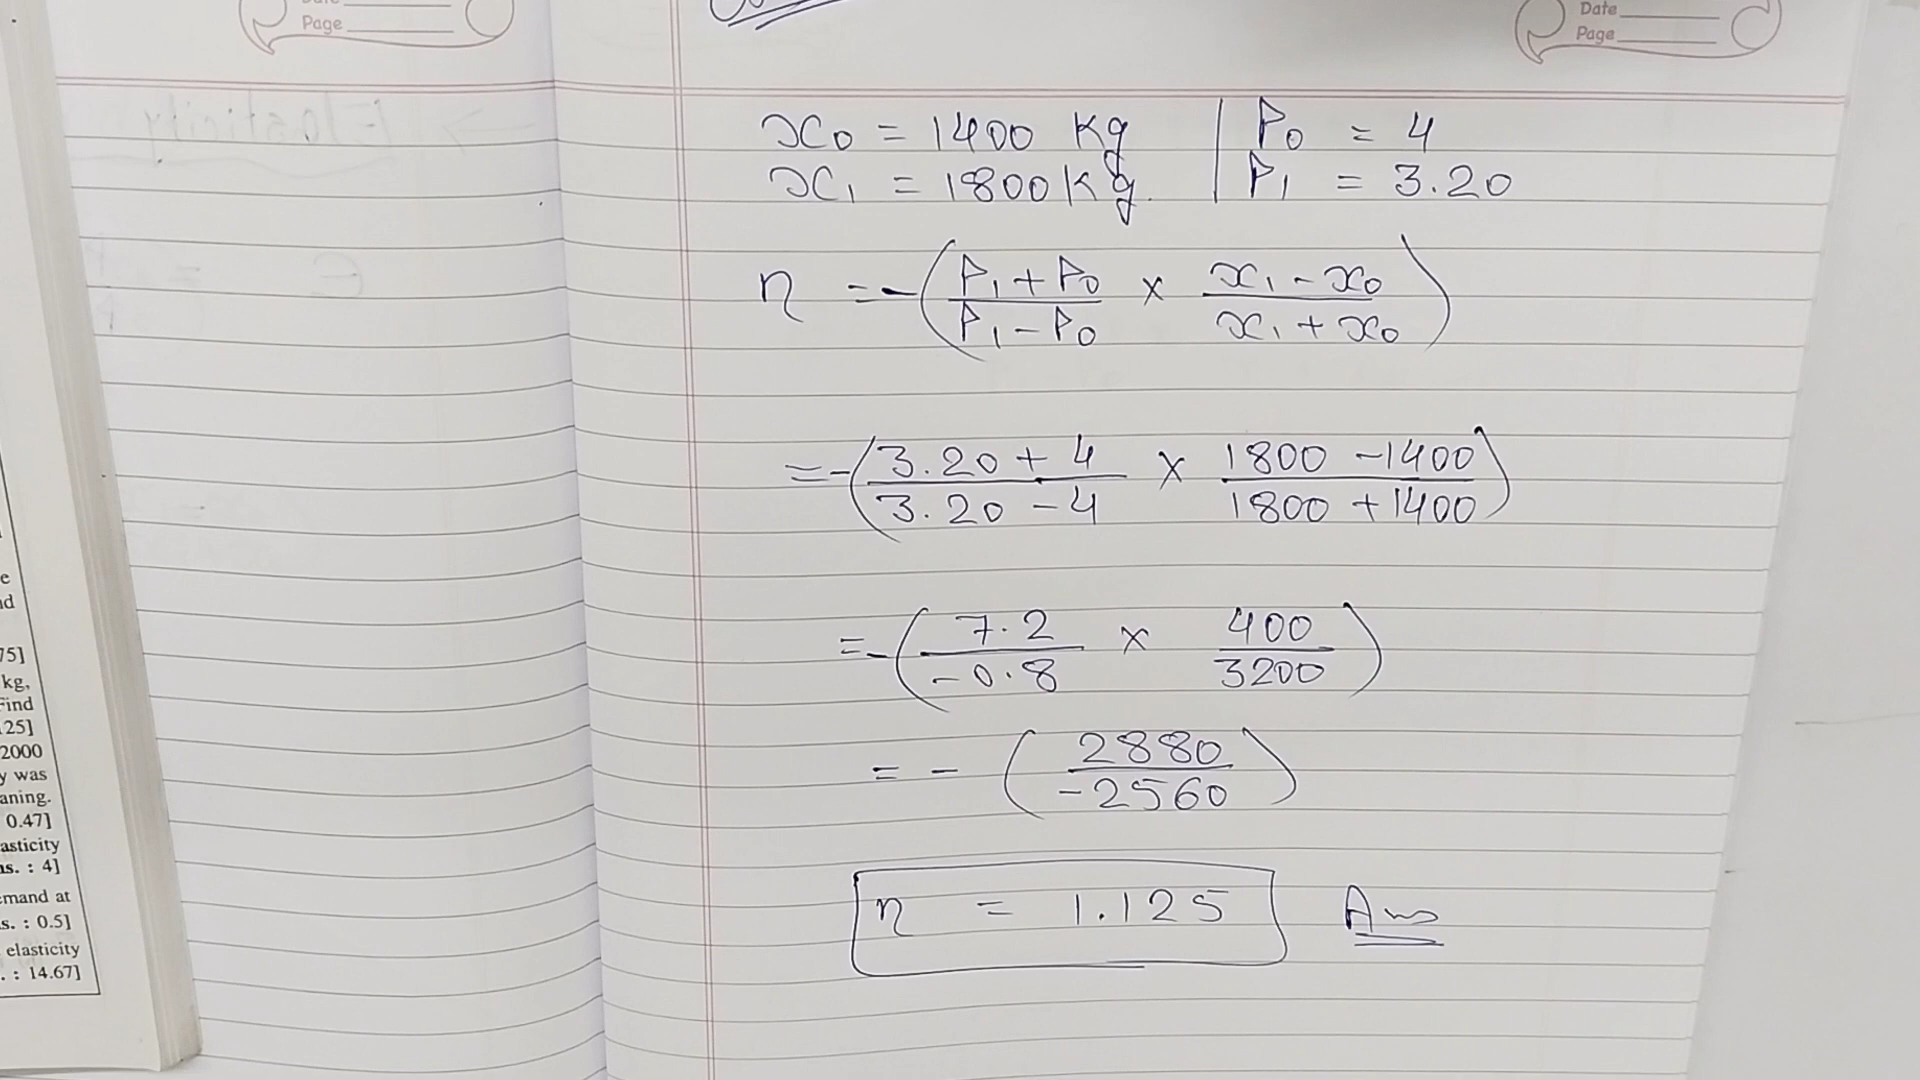 Page
Date
Page
x₀ = 1400 Kg | P₀ = 4
x₁ = 1800 Kg. | P₁ = 3.20
η = -(P₁ + P₀ / P₁ - P₀ × x₁ - x₀ / x₁ + x₀)
= -(3.20 + 4 / 3.20 - 4 × 1800 - 1400 / 1800 + 1400)
= -(7.2 / -0.8 × 400 / 3200)
= - (2880 / -2560)
η = 1.125 Ans
e
nd
75]
kg,
Find
25]
2000
y was
aning.
0.47]
asticity
ns. : 4]
emand at
s. : 0.5]
elasticity
. : 14.67]